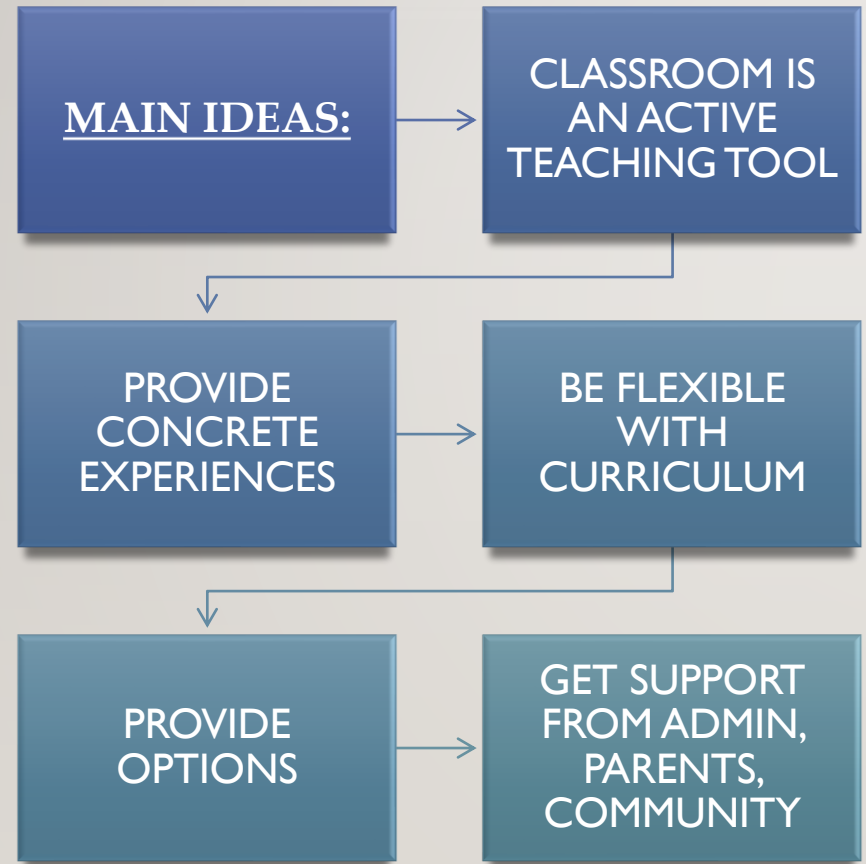 MAIN IDEAS:
CLASSROOM IS
AN ACTIVE
TEACHING TOOL
PROVIDE
CONCRETE
EXPERIENCES
BE FLEXIBLE
WITH
CURRICULUM
PROVIDE
OPTIONS
GET SUPPORT
FROM ADMIN,
PARENTS,
COMMUNITY